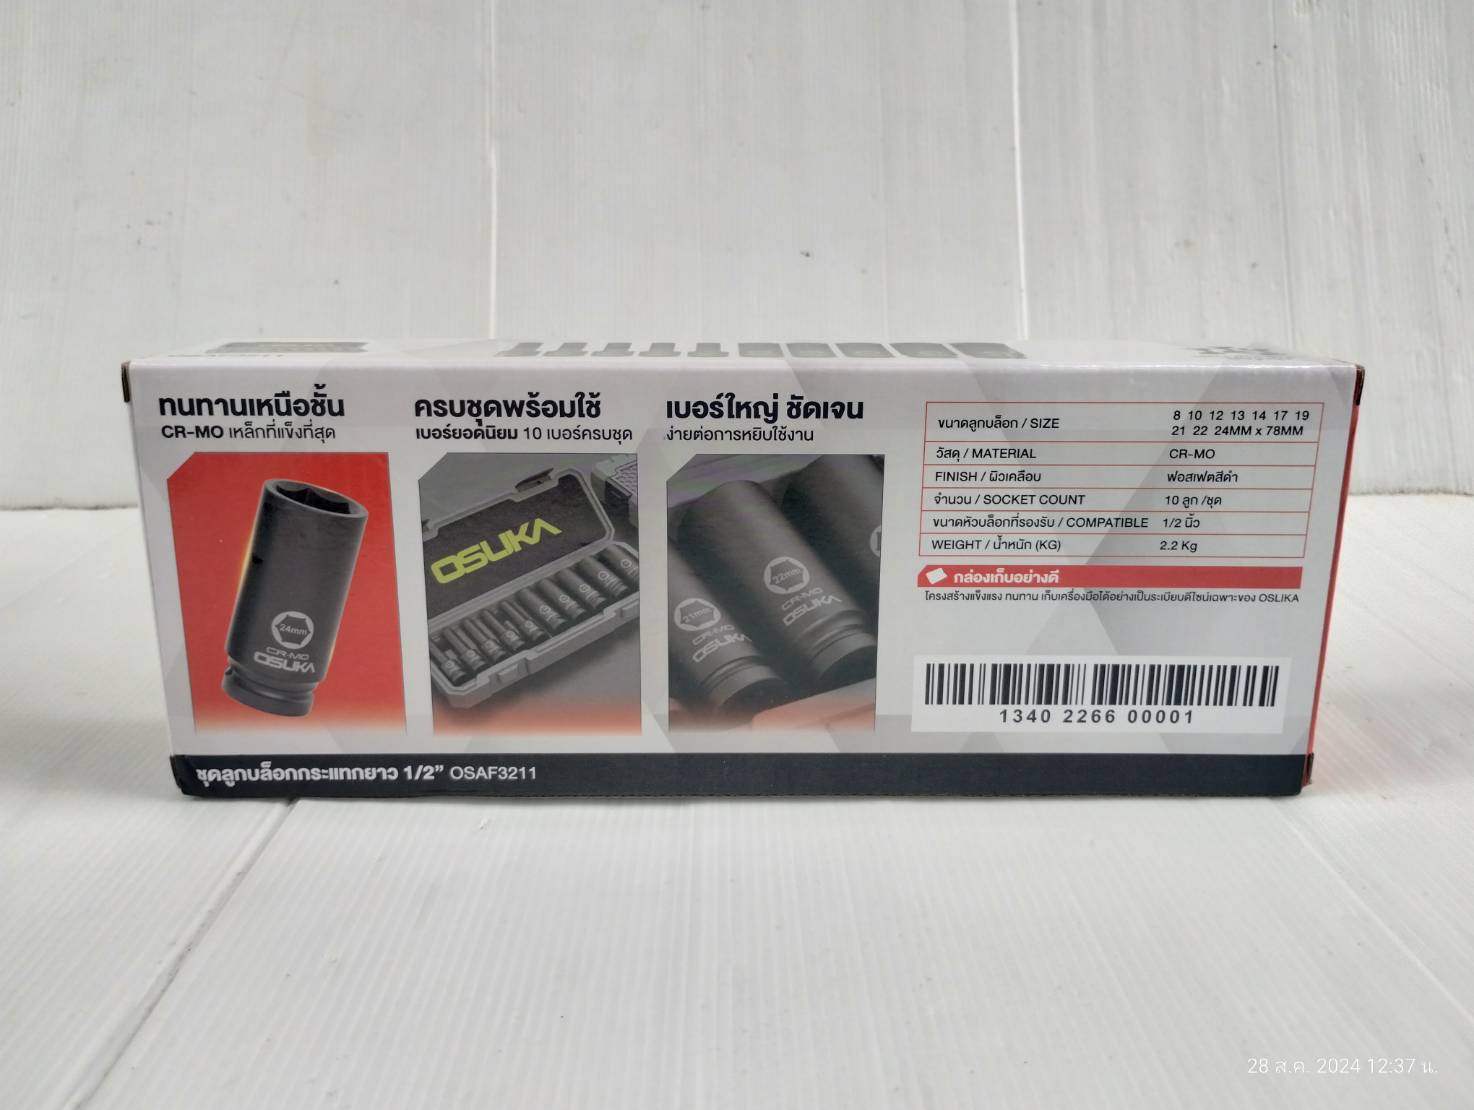 ทนทานเหนือชั้น
CR-MO เหล็กที่แข็งที่สุด
24mm
CR-MO
OSUKA
ครบชุดพร้อมใช้
เบอร์ยอดนิยม 10 เบอร์ครบชุด
OSUKA
เบอร์ใหญ่ ชัดเจน
ง่ายต่อการหยิบใช้งาน
21mm
CR-MO
OSUKA
22mm
CR-MO
OSUKA
ขนาดลูกบล็อก / SIZE 8 10 12 13 14 17 19
21 22 24MM x 78MM
วัสดุ / MATERIAL CR-MO
FINISH / ผิวเคลือบ ฟอสเฟตสีดำ
จำนวน / SOCKET COUNT 10 ลูก /ชุด
ขนาดหัวบล็อกที่รองรับ / COMPATIBLE 1/2 นิ้ว
WEIGHT / น้ำหนัก (KG) 2.2 Kg
กล่องเก็บอย่างดี
โครงสร้างแข็งแรง ทนทาน เก็บเครื่องมือได้อย่างเป็นระเบียบดีไซน์เฉพาะของ OSLIKA
1340 2266 00001
ชุดลูกบล็อกกระแทกยาว 1/2” OSAF3211
28 ส.ค. 2024 12:37 น.